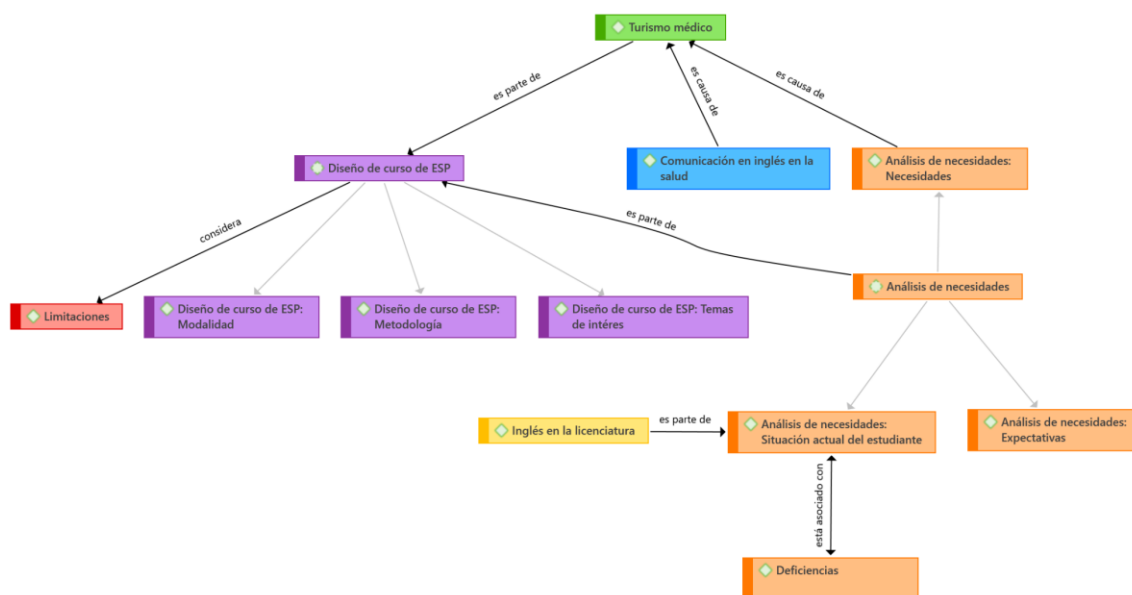 Turismo médico
es parte de
es causa de
es causa de
Diseño de curso de ESP
Comunicación en inglés en la
salud
Análisis de necesidades:
Necesidades
considera
es parte de
Análisis de necesidades
Limitaciones
Diseño de curso de ESP:
Modalidad
Diseño de curso de ESP:
Metodología
Diseño de curso de ESP: Temas
de intéres
Inglés en la licenciatura
es parte de
Análisis de necesidades:
Situación actual del estudiante
Análisis de necesidades:
Expectativas
está asociado con
Deficiencias